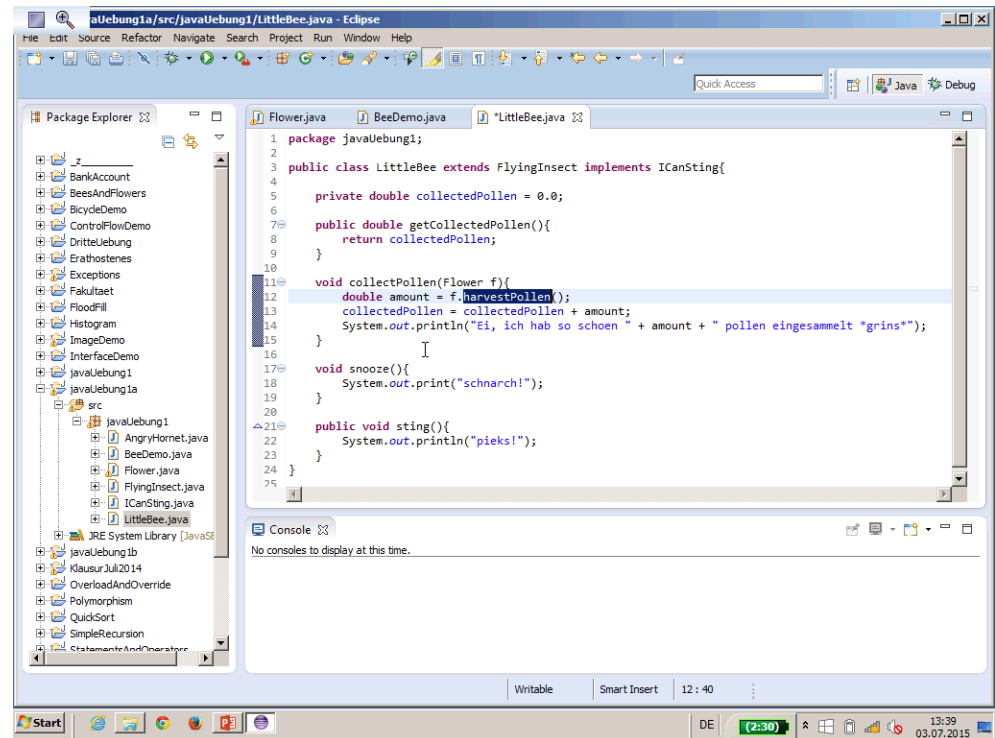 aUebung1a/src/javaUebung1/LittleBee.java - Eclipse
File Edit Source Refactor Navigate Search Project Run Window Help
Quick Access
Java
Debug
Package Explorer
_z_________
BankAccount
BeesAndFlowers
BicycleDemo
ControlFlowDemo
DritteUebung
Erathostenes
Exceptions
Fakultaet
FloodFill
Histogram
ImageDemo
InterfaceDemo
javaUebung1
javaUebung1a
src
javaUebung1
AngryHornet.java
BeeDemo.java
Flower.java
FlyingInsect.java
ICanSting.java
LittleBee.java
JRE System Library [JavaSE
javaUebung1b
KlausurJuli2014
OverloadAndOverride
Polymorphism
QuickSort
SimpleRecursion
StatementsAndOperators
Flower.java BeeDemo.java *LittleBee.java
1 package javaUebung1;
2
3 public class LittleBee extends FlyingInsect implements ICanSting{
4
5 private double collectedPollen = 0.0;
6
7 public double getCollectedPollen(){
8 return collectedPollen;
9 }
10
11 void collectPollen(Flower f){
12 double amount = f.harvestPollen();
13 collectedPollen = collectedPollen + amount;
14 System.out.println("Ei, ich hab so schoen " + amount + " pollen eingesammelt *grins*");
15 }
16
17 void snooze(){
18 System.out.print("schnarch!");
19 }
20
21 public void sting(){
22 System.out.println("pieks!");
23 }
24 }
25
Console
No consoles to display at this time.
Writable Smart Insert 12 : 40
Start
DE (2:30) 13:39
03.07.2015